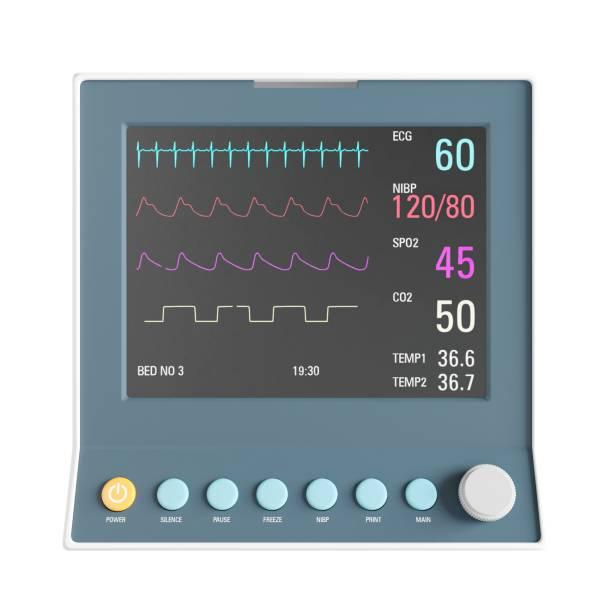 ECG
60
NIBP
120/80
SPO2
45
CO2
50
TEMP1 36.6
TEMP2 36.7
BED NO 3 19:30
POWER SILENCE PAUSE FREEZE NIBP PRINT MAIN